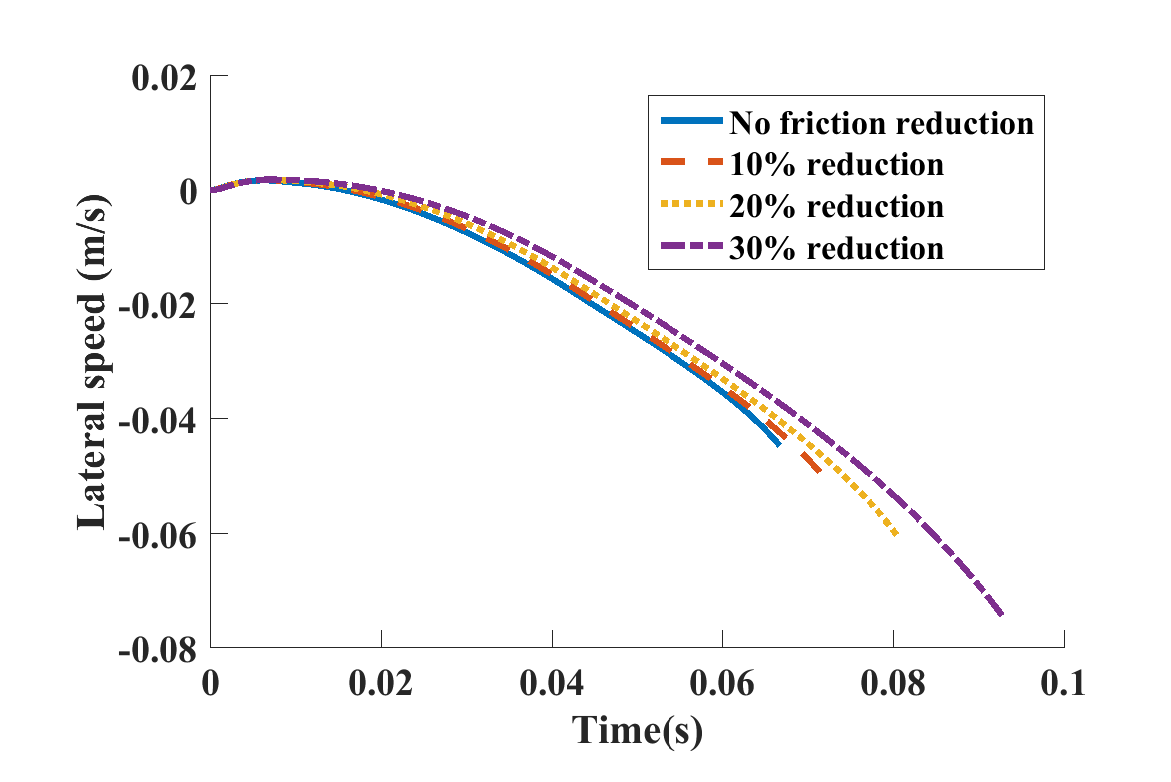 0.02
0
-0.02
-0.04
-0.06
-0.08
Lateral speed (m/s)
No friction reduction
10% reduction
20% reduction
30% reduction
0
0.02
0.04
0.06
0.08
0.1
Time(s)